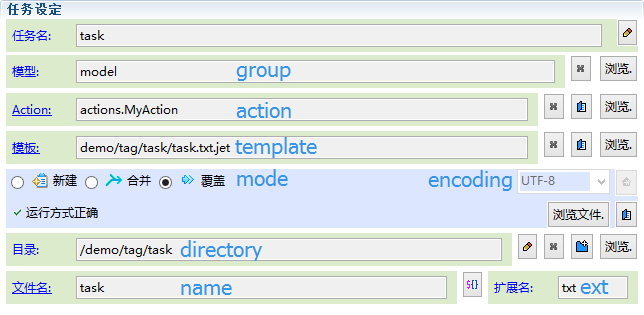 任务设定
任务名: task
模型: model group 浏览.
Action: actions.MyAction action 浏览.
模板: demo/tag/task/task.txt.jet template 浏览.
新建 合并 覆盖 mode encoding UTF-8
运行方式正确 浏览文件.
目录: /demo/tag/task directory 浏览.
文件名: task name ${} 扩展名: txt ext